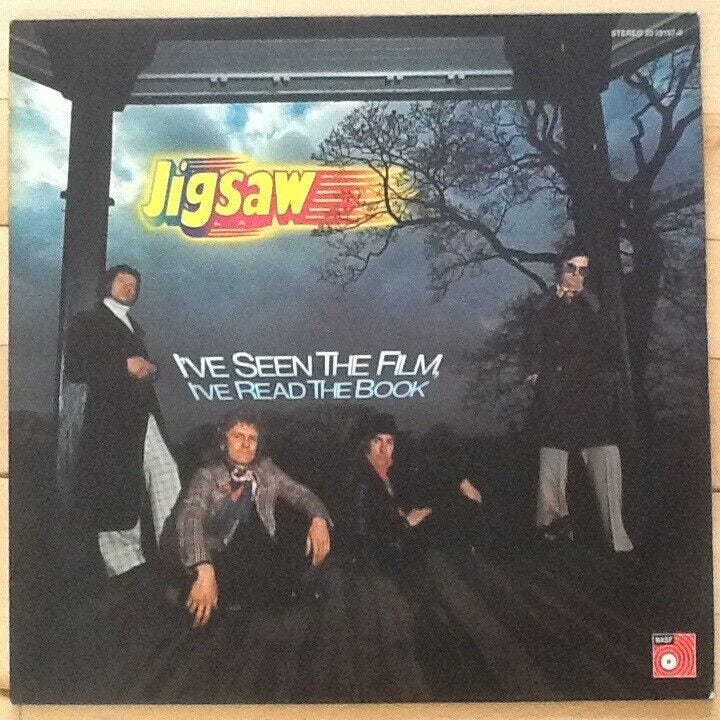 Jigsaw
I'VE SEEN THE FILM,
I'VE READ THE BOOK
BASF